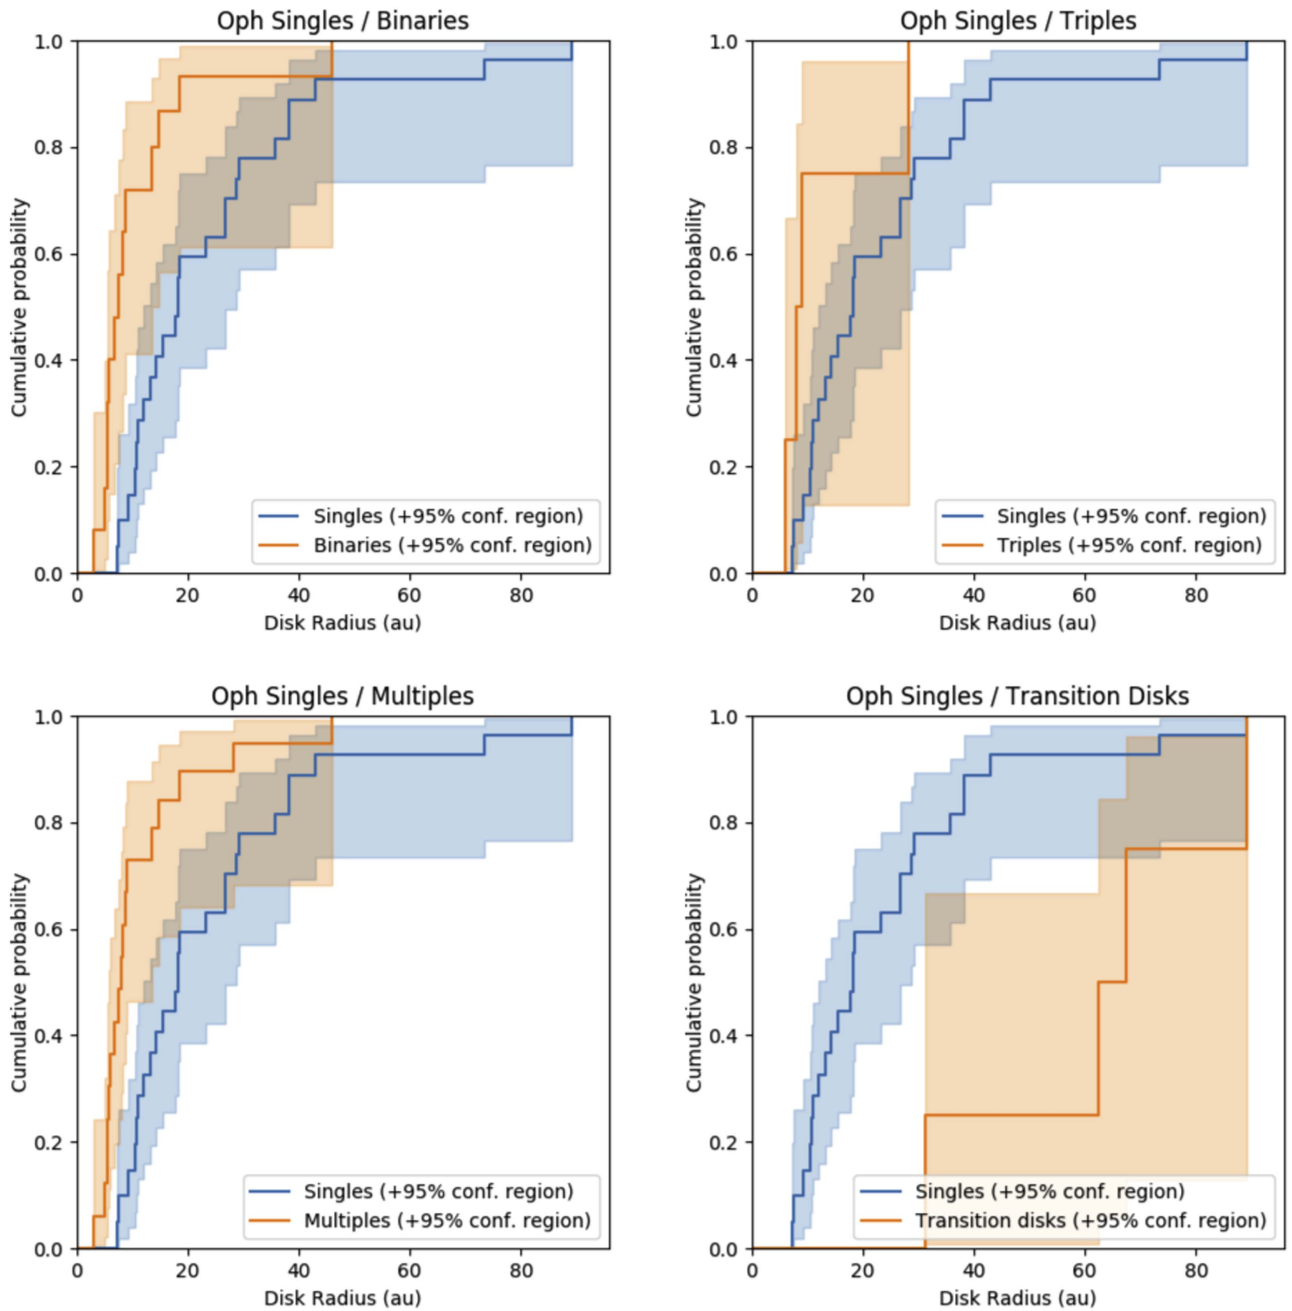 Oph Singles / Binaries
1.0
0.8
0.6
0.4
0.2
0.0
Cumulative probability
Singles (+95% conf. region)
Binaries (+95% conf. region)
0 20 40 60 80
Disk Radius (au)
Oph Singles / Triples
1.0
0.8
0.6
0.4
0.2
0.0
Cumulative probability
Singles (+95% conf. region)
Triples (+95% conf. region)
0 20 40 60 80
Disk Radius (au)
Oph Singles / Multiples
1.0
0.8
0.6
0.4
0.2
0.0
Cumulative probability
Singles (+95% conf. region)
Multiples (+95% conf. region)
0 20 40 60 80
Disk Radius (au)
Oph Singles / Transition Disks
1.0
0.8
0.6
0.4
0.2
0.0
Cumulative probability
Singles (+95% conf. region)
Transition disks (+95% conf. region)
0 20 40 60 80
Disk Radius (au)